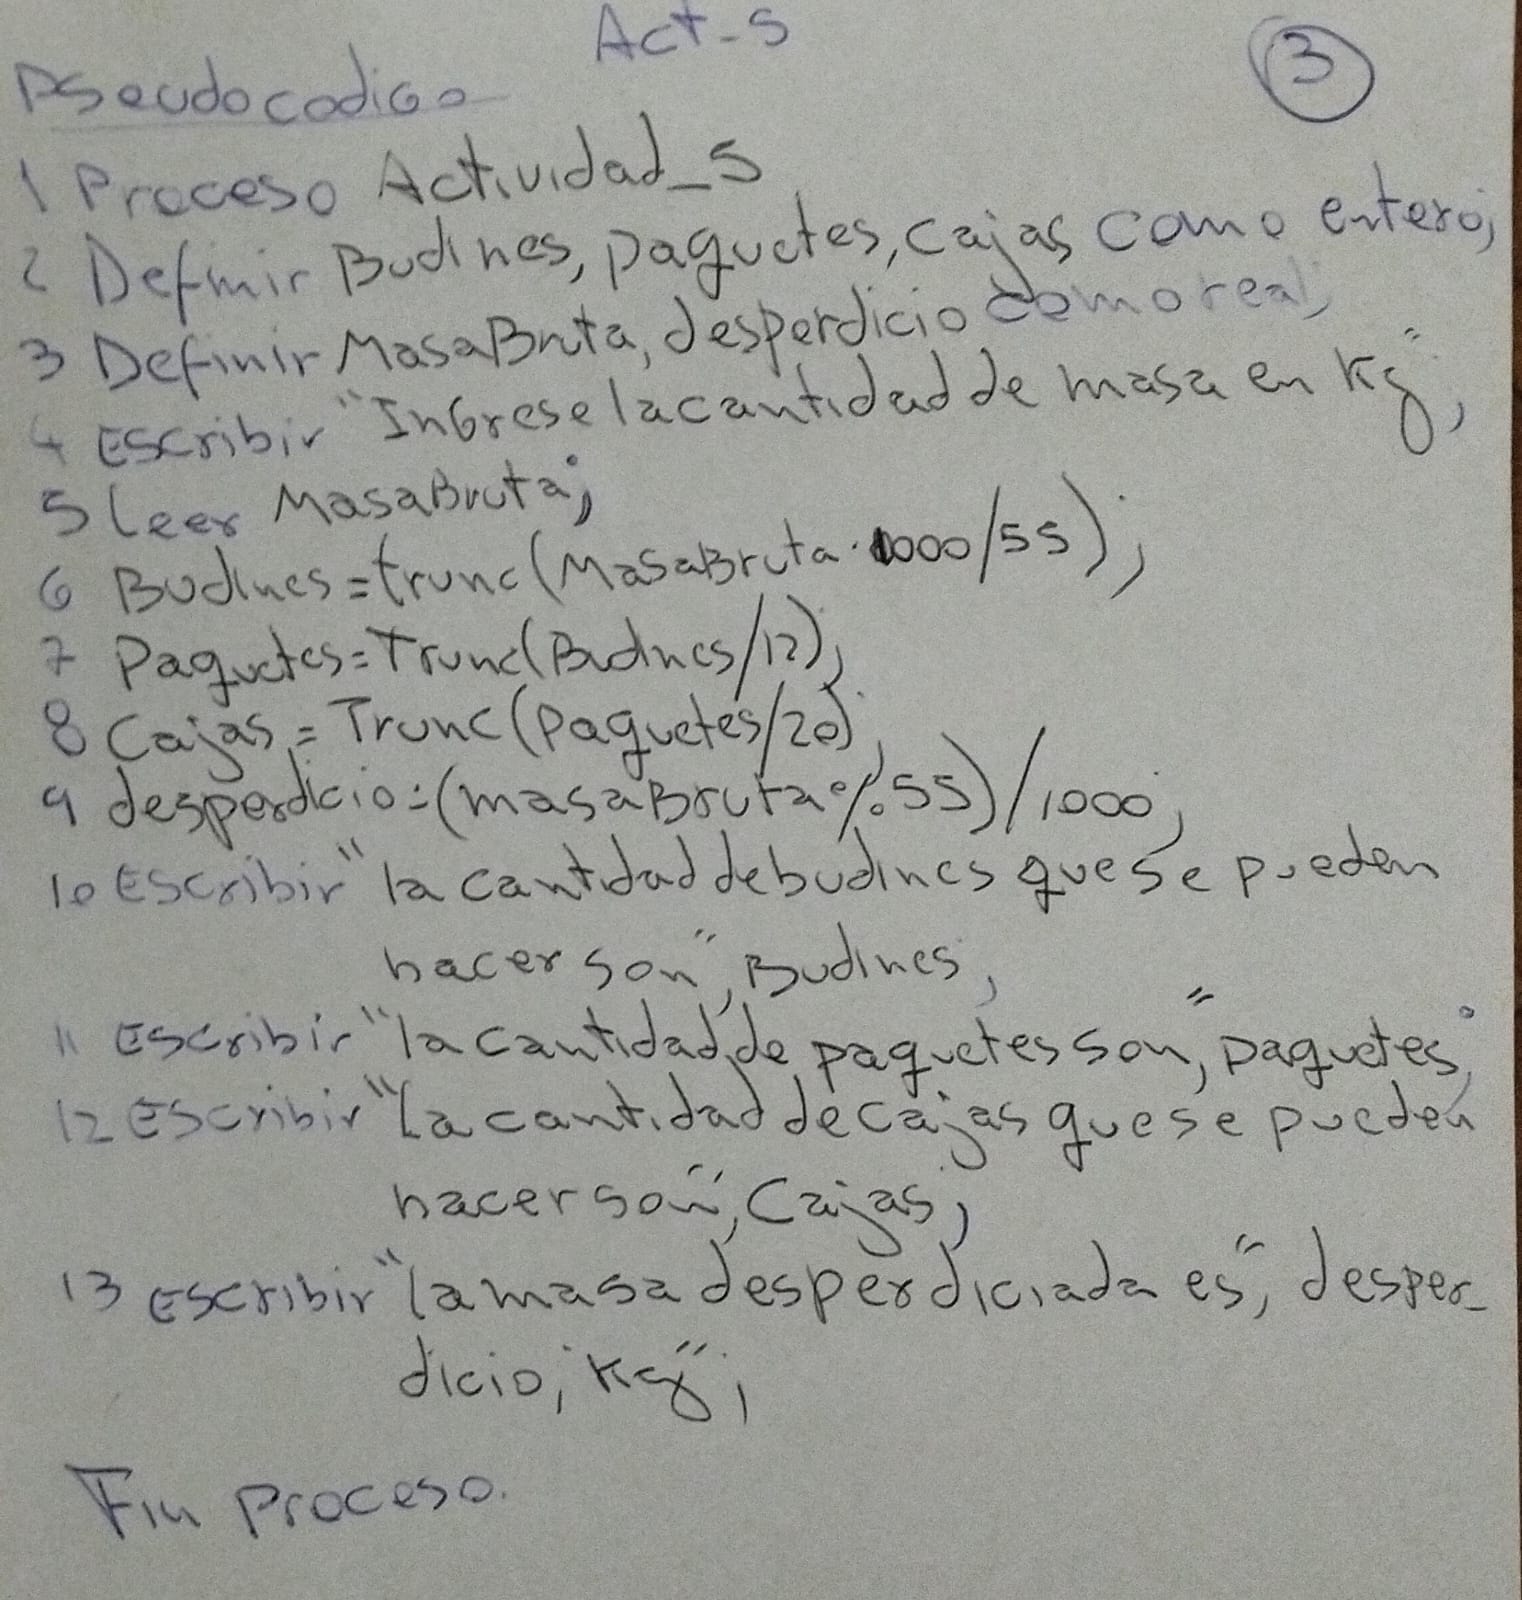 Act-5
3
Pseudocodigo
1 Proceso Actividad_5
2 Definir Budines, paquetes, cajas como entero;
3 Definir MasaBruta, desperdicio como real;
4 Escribir "Ingrese la cantidad de masa en Kg";
5 Leer MasaBruta;
6 Budines=trunc(MasaBruta·1000/55);
7 Paquetes=Trunc(Budines/12);
8 Cajas=Trunc(Paquetes/20);
9 desperdicio=(masaBruta%55)/1000;
10 Escribir "la cantidad de budines que se pueden
hacer son", Budines;
11 Escribir "la cantidad de paquetes son", paquetes;
12 Escribir "La cantidad de cajas que se pueden
hacer son", Cajas;
13 Escribir "la masa desperdiciada es", desper-
dicio, "Kg";
Fin Proceso.